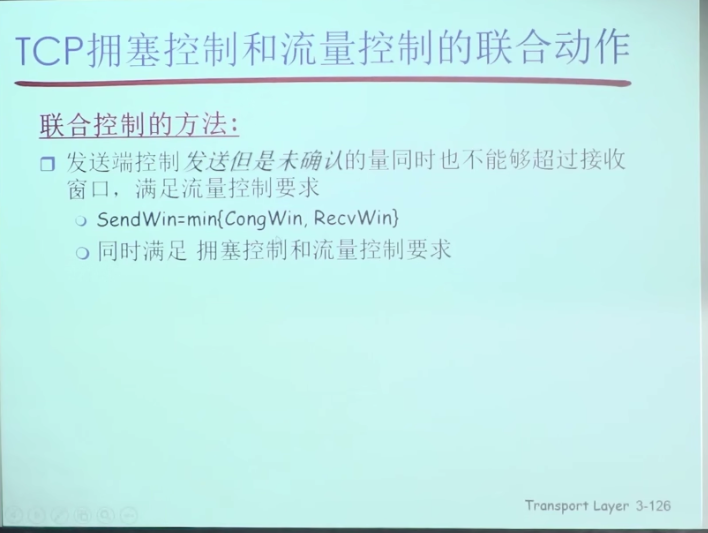 TCP拥塞控制和流量控制的联合动作
联合控制的方法:
发送端控制发送但是未确认的量同时也不能够超过接收
窗口，满足流量控制要求
SendWin=min{CongWin, RecvWin}
同时满足 拥塞控制和流量控制要求
Transport Layer 3-126